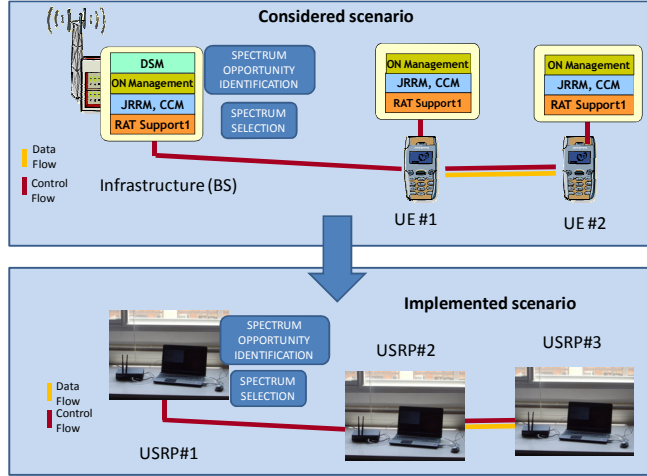 Considered scenario
DSM
ON Management
JRRM, CCM
RAT Support1
SPECTRUM
OPPORTUNITY
IDENTIFICATION
SPECTRUM
SELECTION
ON Management
JRRM, CCM
RAT Support1
ON Management
JRRM, CCM
RAT Support1
Data
Flow
Control
Flow
Infrastructure (BS)
UE #1
UE #2
Implemented scenario
SPECTRUM
OPPORTUNITY
IDENTIFICATION
SPECTRUM
SELECTION
USRP#2
USRP#3
Data
Flow
Control
Flow
USRP#1